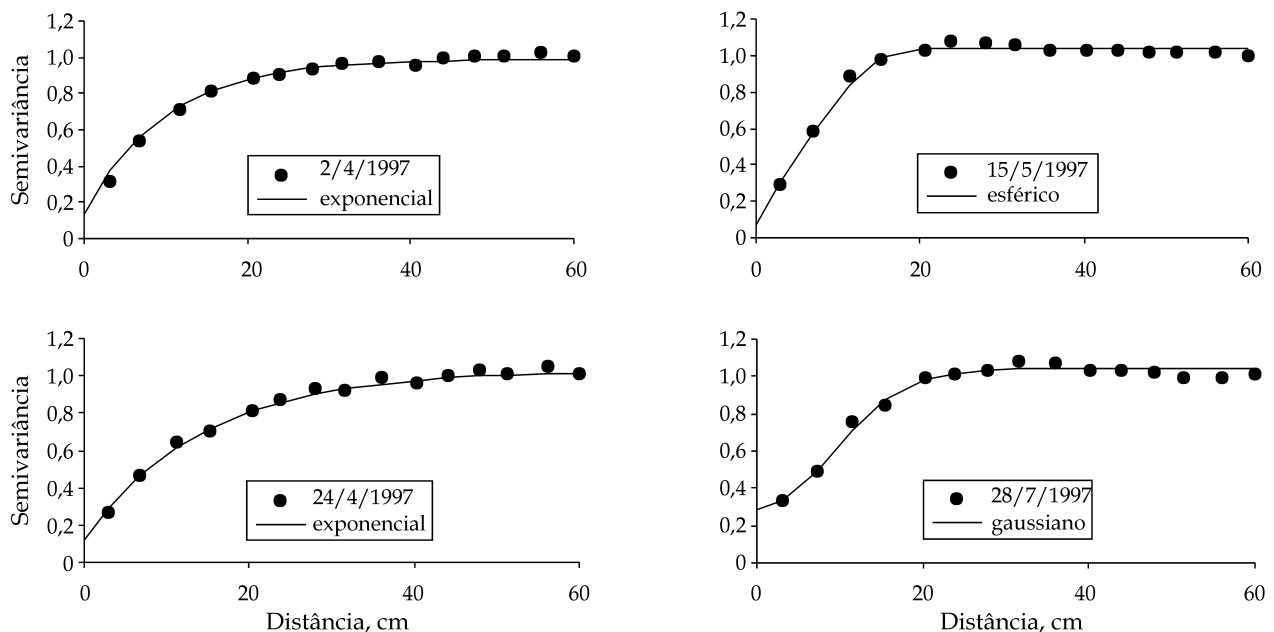 1,2
1,0
0,8
0,6
0,4
0,2
0
Semivariância
2/4/1997
exponencial
0 20 40 60
1,2
1,0
0,8
0,6
0,4
0,2
0
15/5/1997
esférico
0 20 40 60
1,2
1,0
0,8
0,6
0,4
0,2
0
Semivariância
24/4/1997
exponencial
0 20 40 60
Distância, cm
1,2
1,0
0,8
0,6
0,4
0,2
0
28/7/1997
gaussiano
0 20 40 60
Distância, cm